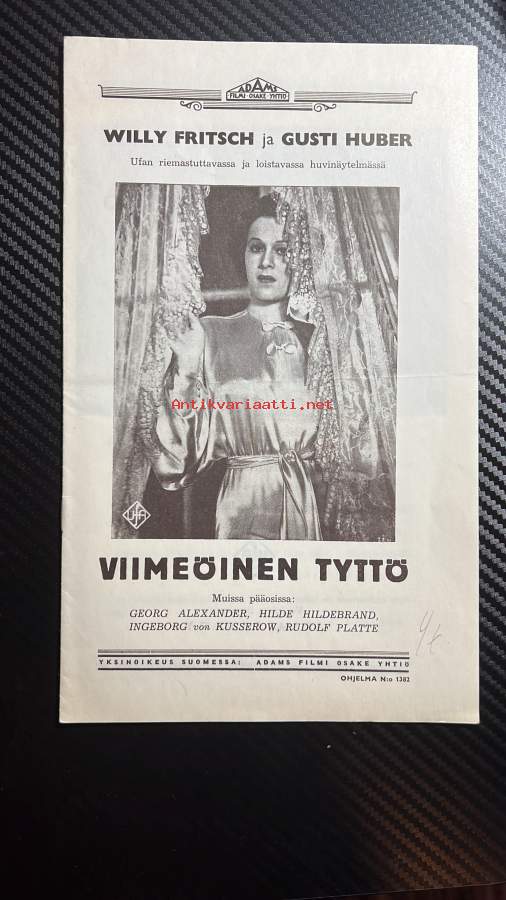 ADAMS
FILMI-OSAKE YHTIÖ
WILLY FRITSCH ja GUSTI HUBER
Ufan riemastuttavassa ja loistavassa huvinäytelmässä
Antikvariaatti.net
UFA
VIIMEÖINEN TYTTÖ
Muissa pääosissa:
GEORG ALEXANDER, HILDE HILDEBRAND,
INGEBORG von KUSSEROW, RUDOLF PLATTE
YKSINOIKEUS SUOMESSA: ADAMS FILMI OSAKE YHTIÖ
OHJELMA N:o 1382